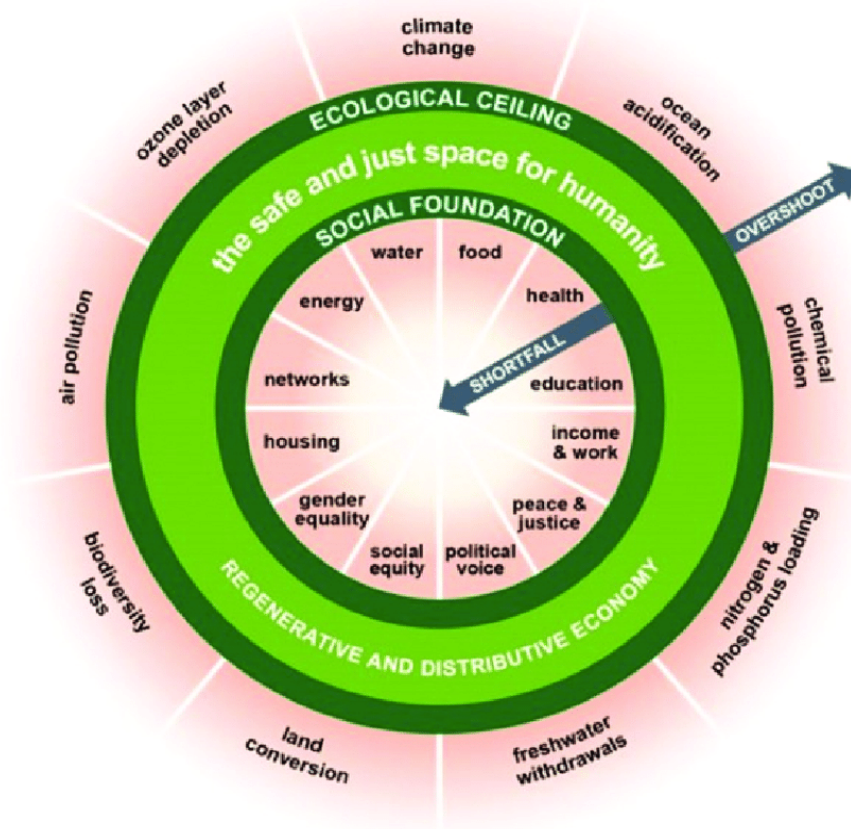 climate
change
ozone layer
depletion
ocean
acidification
ECOLOGICAL CEILING
the safe and just space for humanity
SOCIAL FOUNDATION
OVERSHOOT
water
food
energy
health
air pollution
chemical
pollution
SHORTFALL
networks
education
housing
income
& work
gender
equality
peace &
justice
social
equity
political
voice
biodiversity
loss
nitrogen &
phosphorus loading
REGENERATIVE AND DISTRIBUTIVE ECONOMY
land
conversion
freshwater
withdrawals